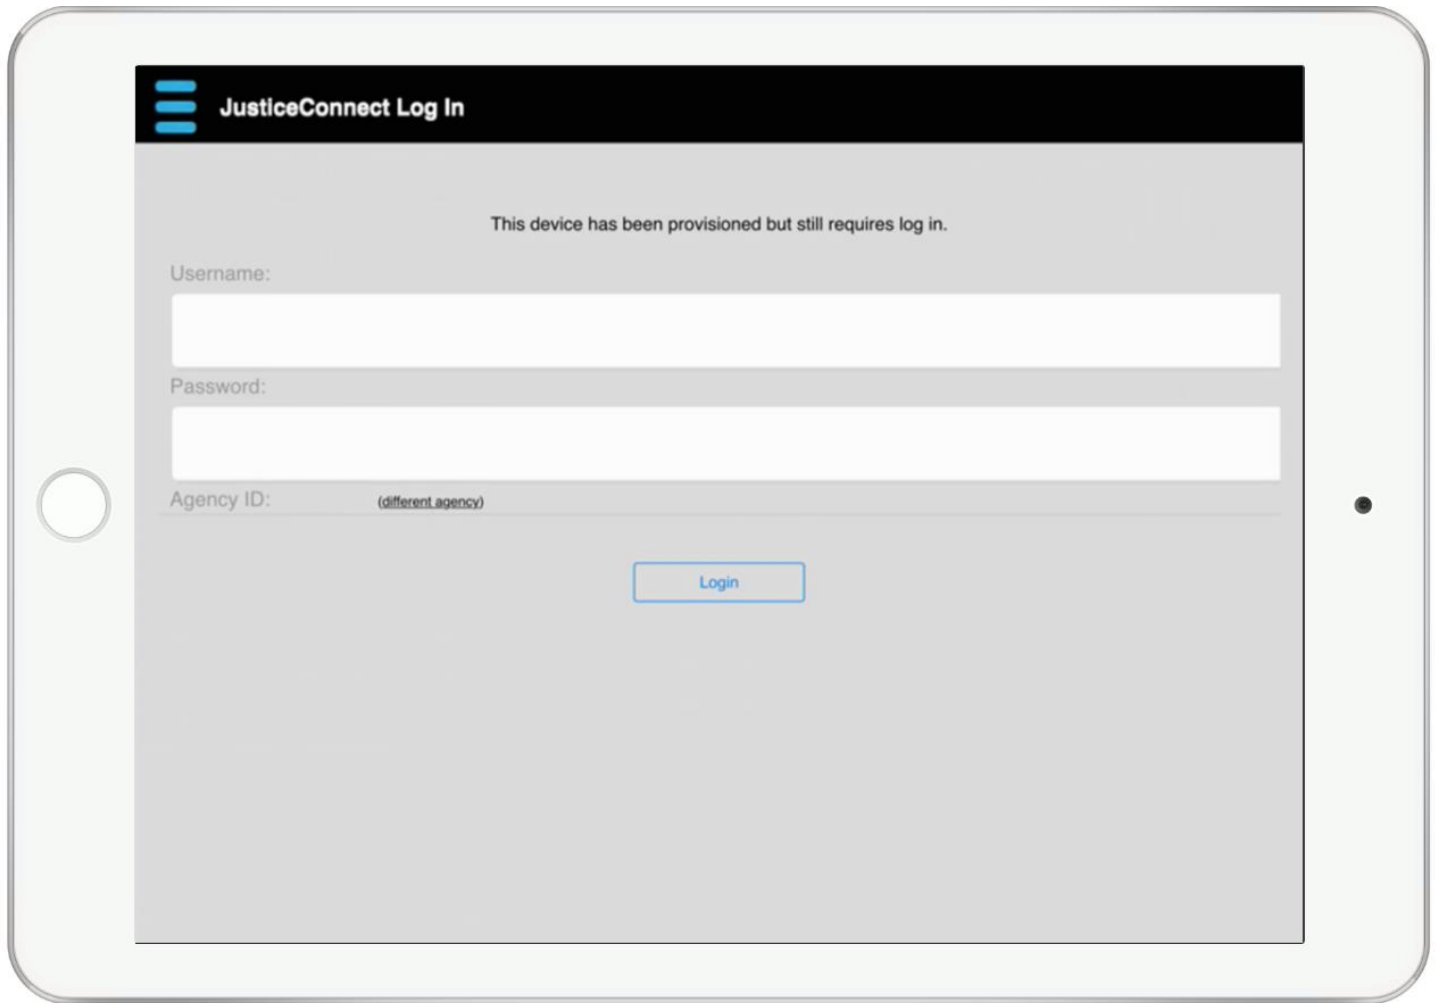 JusticeConnect Log In
This device has been provisioned but still requires log in.
Username:
Password:
Agency ID: (different agency)
Login